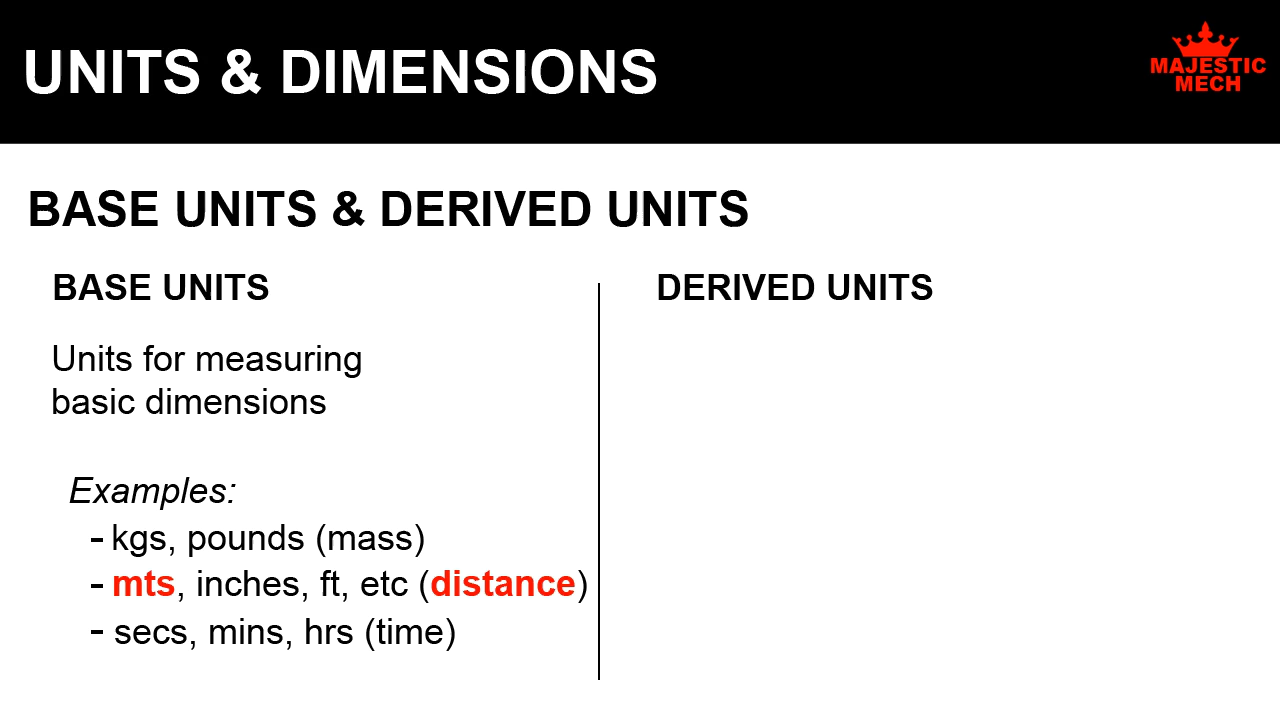 UNITS & DIMENSIONS
MAJESTIC
MECH
BASE UNITS & DERIVED UNITS
BASE UNITS
Units for measuring
basic dimensions
Examples:
- kgs, pounds (mass)
- mts, inches, ft, etc (distance)
- secs, mins, hrs (time)
DERIVED UNITS